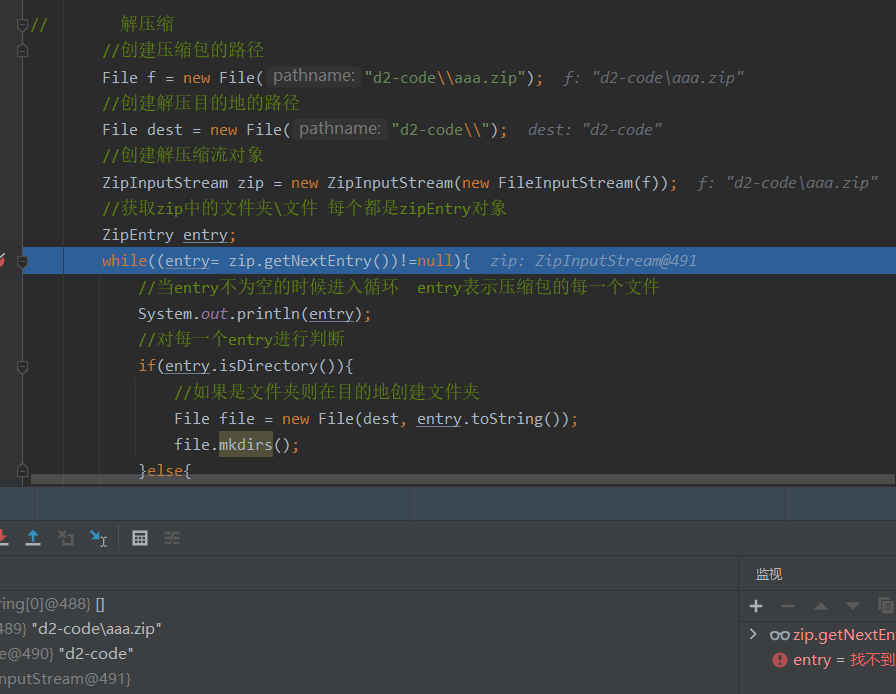 //        解压缩
//创建压缩包的路径
File f = new File( pathname: "d2-code\\aaa.zip");  f: "d2-code\aaa.zip"
//创建解压目的地的路径
File dest = new File( pathname: "d2-code\\");  dest: "d2-code"
//创建解压缩流对象
ZipInputStream zip = new ZipInputStream(new FileInputStream(f));  f: "d2-code\aaa.zip"
//获取zip中的文件夹\文件 每个都是zipEntry对象
ZipEntry entry;
while((entry= zip.getNextEntry())!=null){  zip: ZipInputStream@491
//当entry不为空的时候进入循环  entry表示压缩包的每一个文件
System.out.println(entry);
//对每一个entry进行判断
if(entry.isDirectory()){
//如果是文件夹则在目的地创建文件夹
File file = new File(dest, entry.toString());
file.mkdirs();
}else{
监视
ring[0]@488} []
489} "d2-code\aaa.zip"
zip.getNextEn
e@490} "d2-code"
entry = 找不到
nputStream@491}